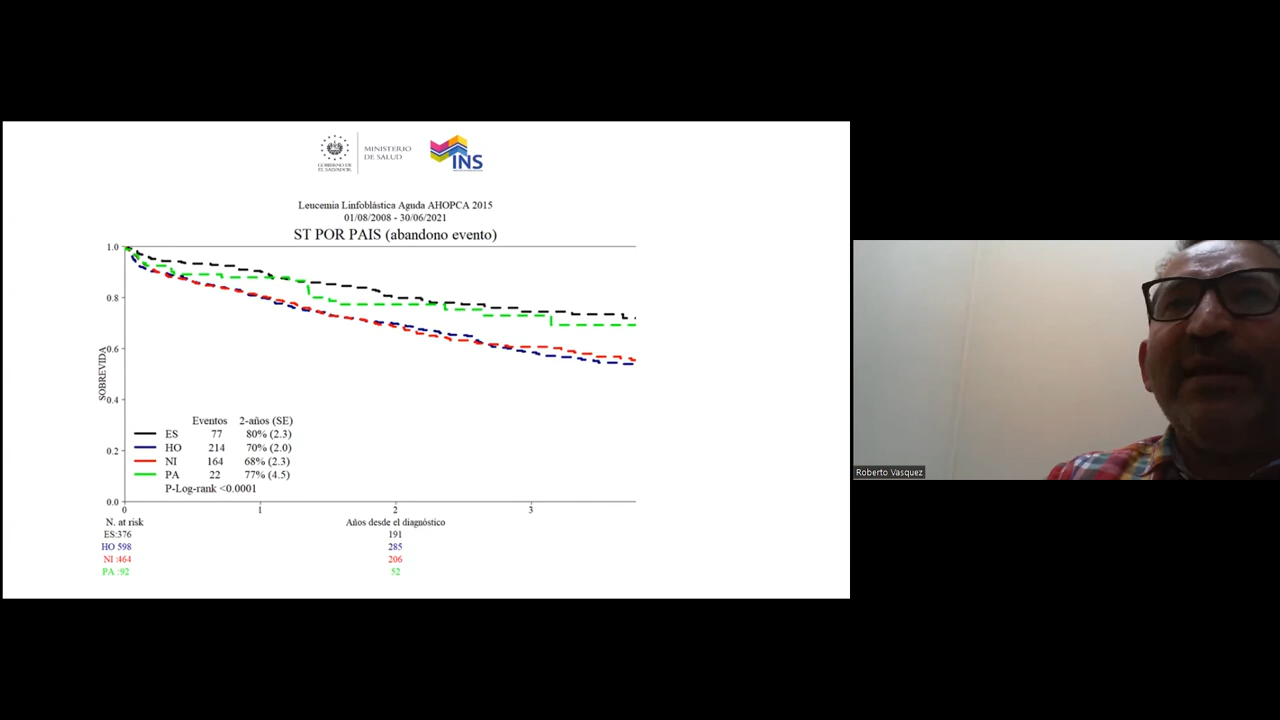 MINISTERIO
DE SALUD
GOBIERNO DE
EL SALVADOR
INS
Leucemia Linfoblástica Aguda AHOPCA 2015
01/08/2008 - 30/06/2021
ST POR PAIS (abandono evento)
1.0
0.8
0.6
0.4
0.2
0.0
SOBREVIDA
Eventos 2-años (SE)
ES 77 80% (2.3)
HO 214 70% (2.0)
NI 164 68% (2.3)
PA 22 77% (4.5)
P-Log-rank <0.0001
0 1 2 3
N. at risk Años desde el diagnóstico
ES:376 191
HO 598 285
NI :464 206
PA :92 52
Roberto Vasquez